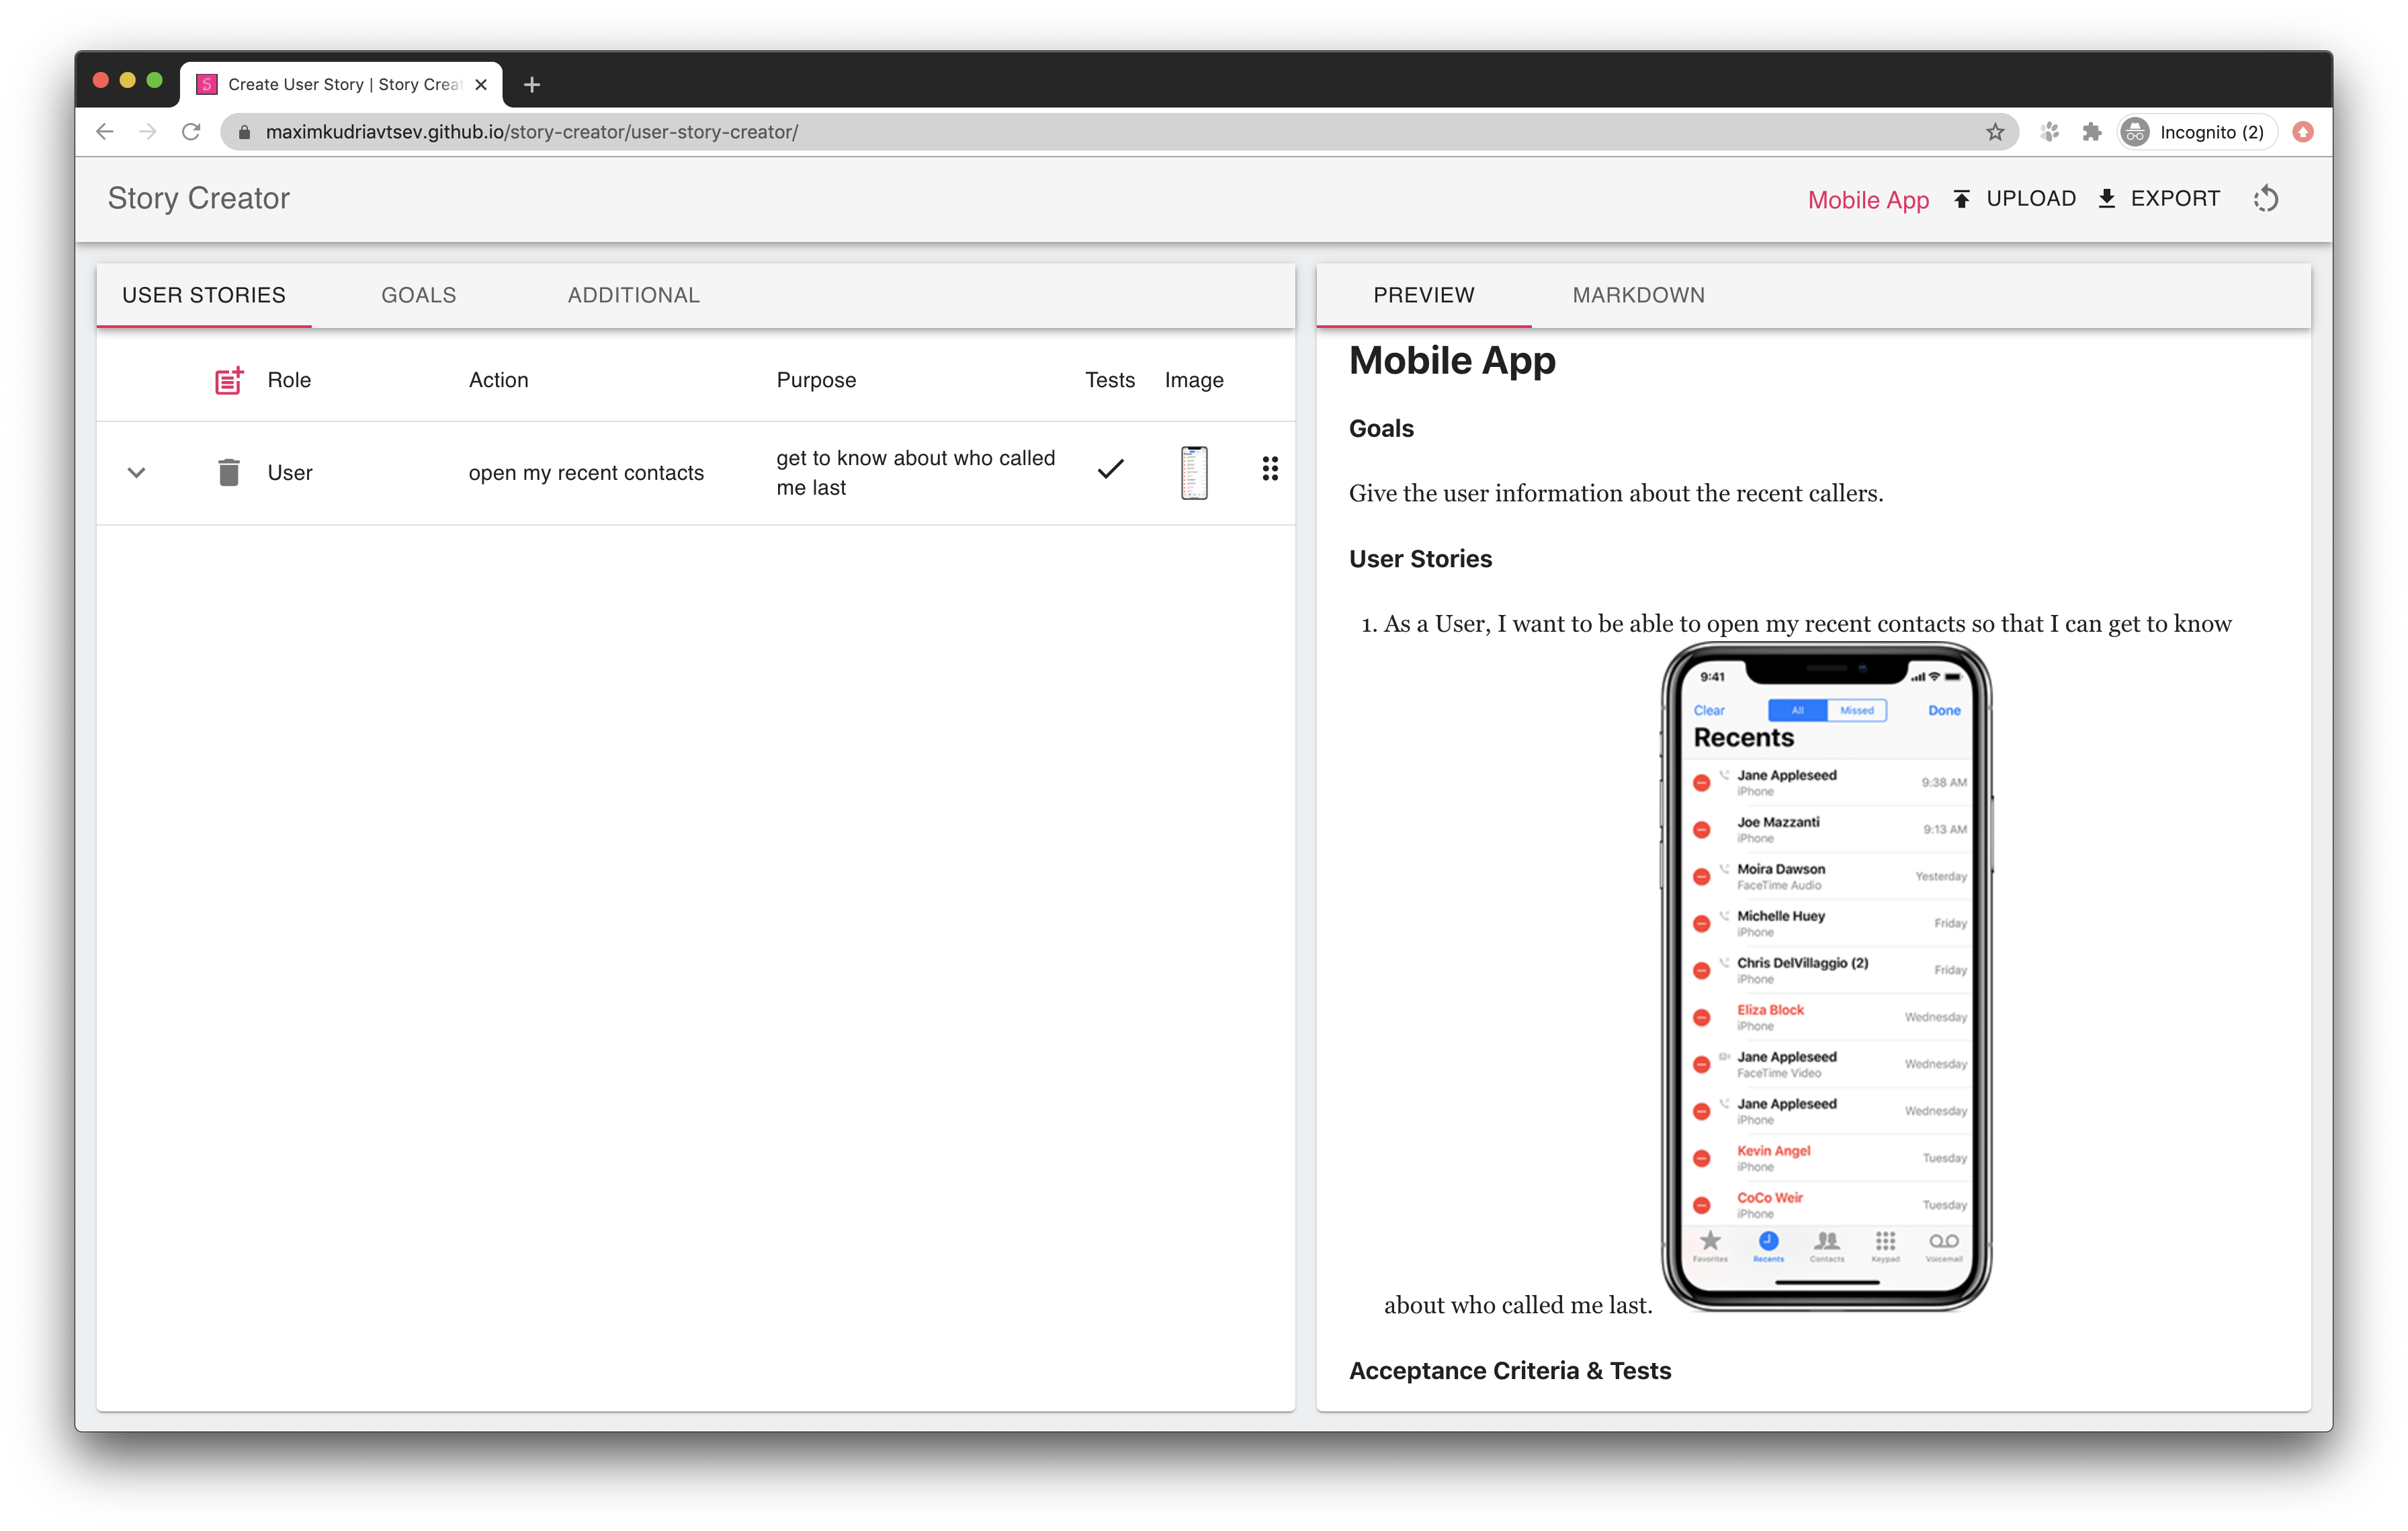 Create User Story | Story Creat
maximkudriavtsev.github.io/story-creator/user-story-creator/
Incognito (2)
Story Creator
Mobile App
UPLOAD
EXPORT
USER STORIES
GOALS
ADDITIONAL
Role
Action
Purpose
Tests
Image
User
open my recent contacts
get to know about who called
me last
PREVIEW
MARKDOWN
Mobile App
Goals
Give the user information about the recent callers.
User Stories
1. As a User, I want to be able to open my recent contacts so that I can get to know
9:41
Clear
All
Missed
Done
Recents
Jane Appleseed
iPhone
9:38 AM
Joe Mazzanti
iPhone
9:13 AM
Moira Dawson
FaceTime Audio
Yesterday
Michelle Huey
iPhone
Friday
Chris DelVillaggio (2)
iPhone
Friday
Eliza Block
iPhone
Wednesday
Jane Appleseed
FaceTime Video
Wednesday
Jane Appleseed
iPhone
Wednesday
Kevin Angel
iPhone
Tuesday
CoCo Weir
iPhone
Tuesday
Favorites
Recents
Contacts
Keypad
Voicemail
about who called me last.
Acceptance Criteria & Tests